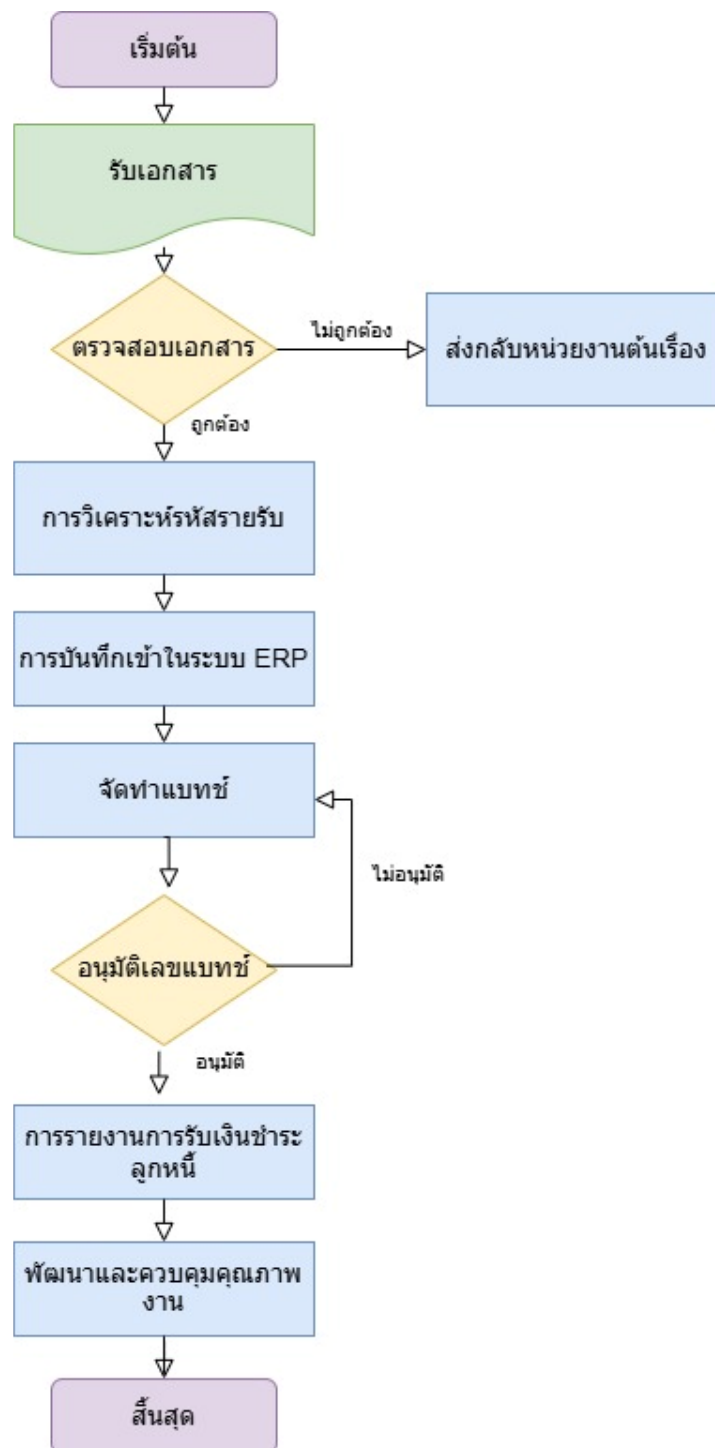 เริ่มต้น
รับเอกสาร
ตรวจสอบเอกสาร
ไม่ถูกต้อง
ส่งกลับหน่วยงานต้นเรื่อง
ถูกต้อง
การวิเคราะห์รหัสรายรับ
การบันทึกเข้าในระบบ ERP
จัดทำแบทช์
ไม่อนุมัติ
อนุมัติเลขแบทช์
อนุมัติ
การรายงานการรับเงินชำระ
ลูกหนี้
พัฒนาและควบคุมคุณภาพ
งาน
สิ้นสุด